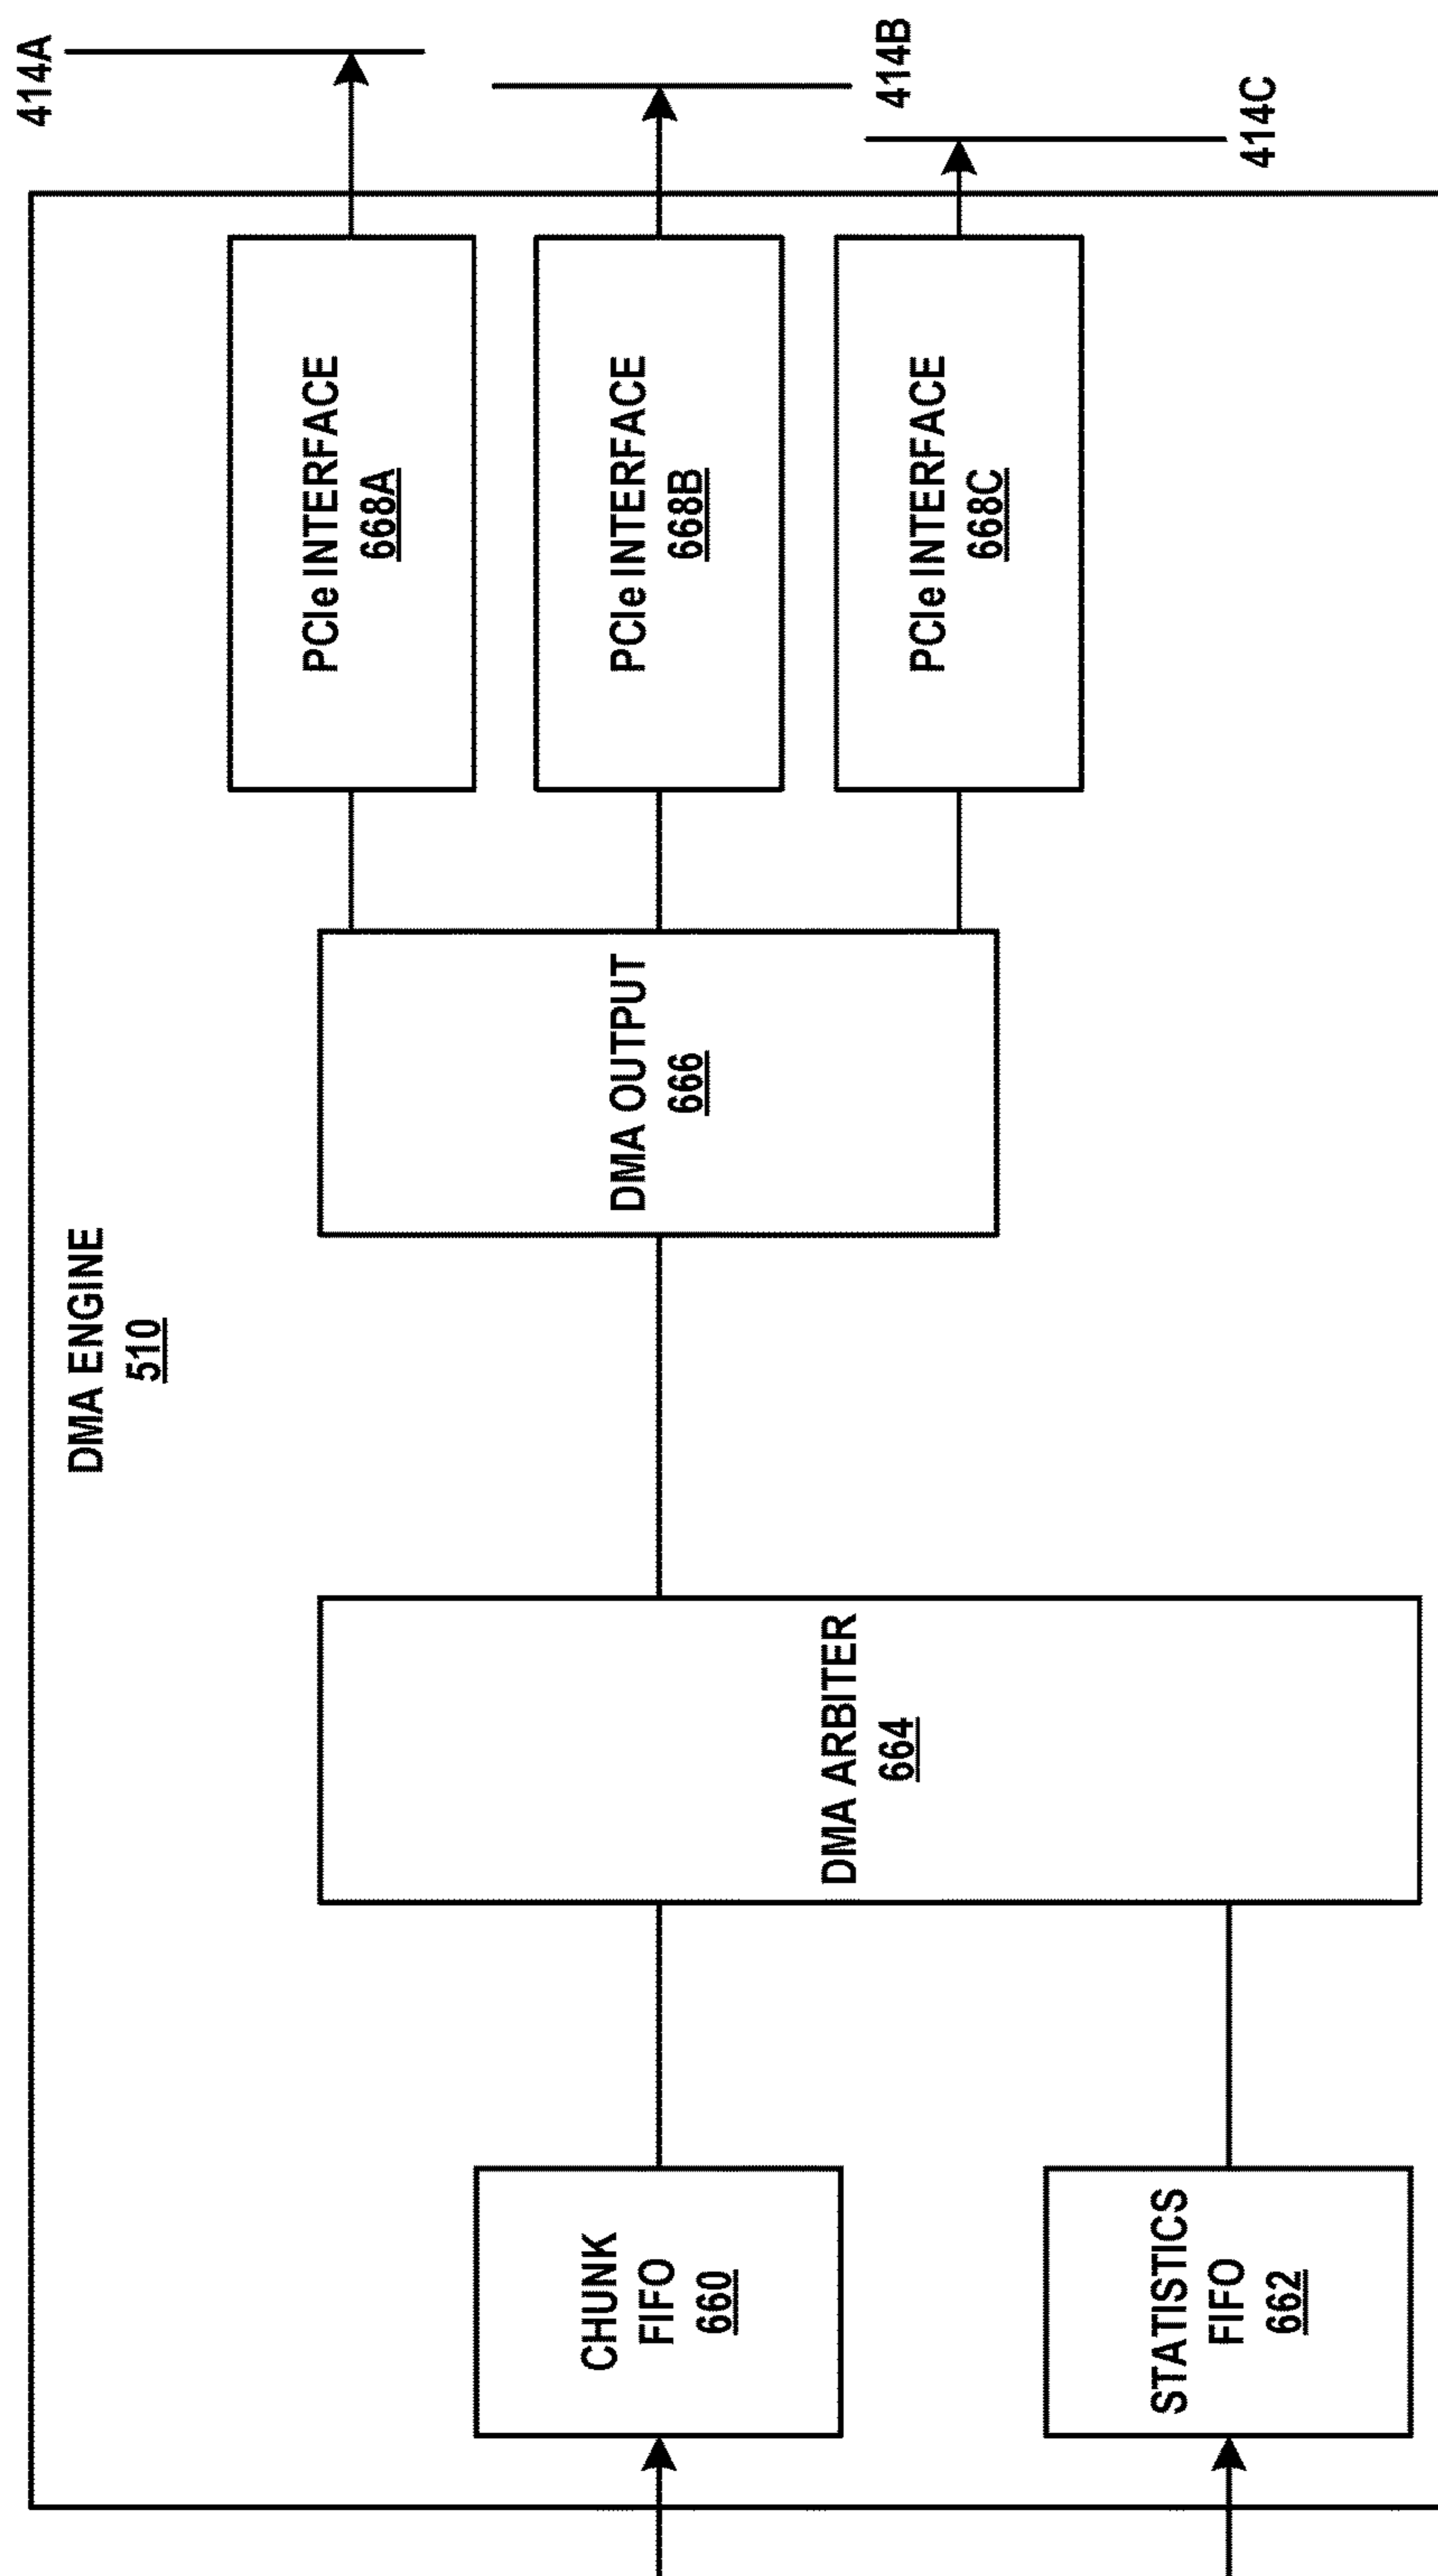 DMA ENGINE
510
CHUNK
FIFO
660
STATISTICS
FIFO
662
DMA ARBITER
664
DMA OUTPUT
666
PCIe INTERFACE
668A
PCIe INTERFACE
668B
PCIe INTERFACE
668C
414A
414B
414C